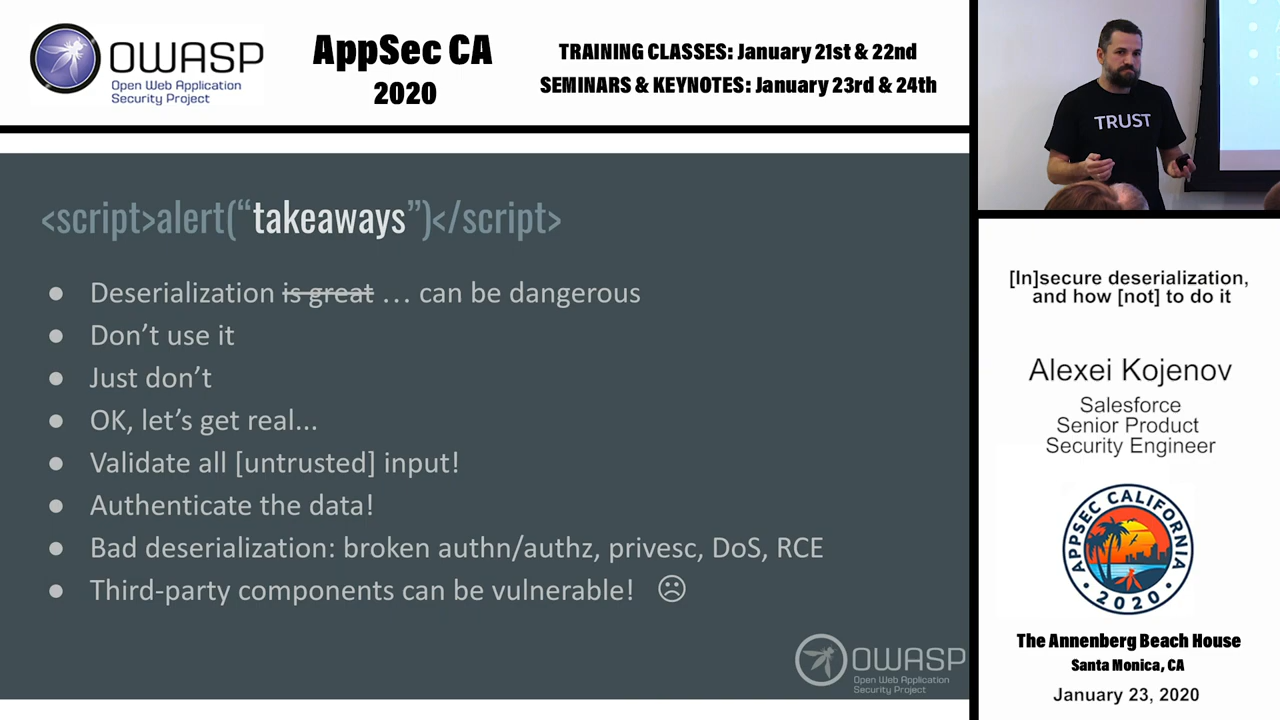 OWASP
Open Web Application
Security Project
AppSec CA
2020
TRAINING CLASSES: January 21st & 22nd
SEMINARS & KEYNOTES: January 23rd & 24th
TRUST
<script>alert(“takeaways”)</script>
● Deserialization is great … can be dangerous
● Don’t use it
● Just don’t
● OK, let’s get real...
● Validate all [untrusted] input!
● Authenticate the data!
● Bad deserialization: broken authn/authz, privesc, DoS, RCE
● Third-party components can be vulnerable! ☹
OWASP
Open Web Application
Security Project
[In]secure deserialization,
and how [not] to do it
Alexei Kojenov
Salesforce
Senior Product
Security Engineer
APPSEC CALIFORNIA
• 2020 •
The Annenberg Beach House
Santa Monica, CA
January 23, 2020